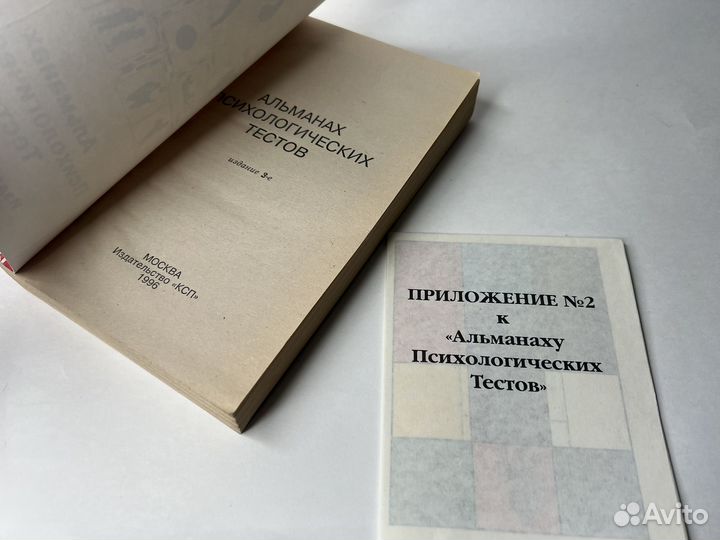 АЛЬМАНАХ
ПСИХОЛОГИЧЕСКИХ
ТЕСТОВ
издание 3-е
МОСКВА
Издательство «КСП»
1996
ПРИЛОЖЕНИЕ №2
к
«Альманаху
Психологических
Тестов»
Avito